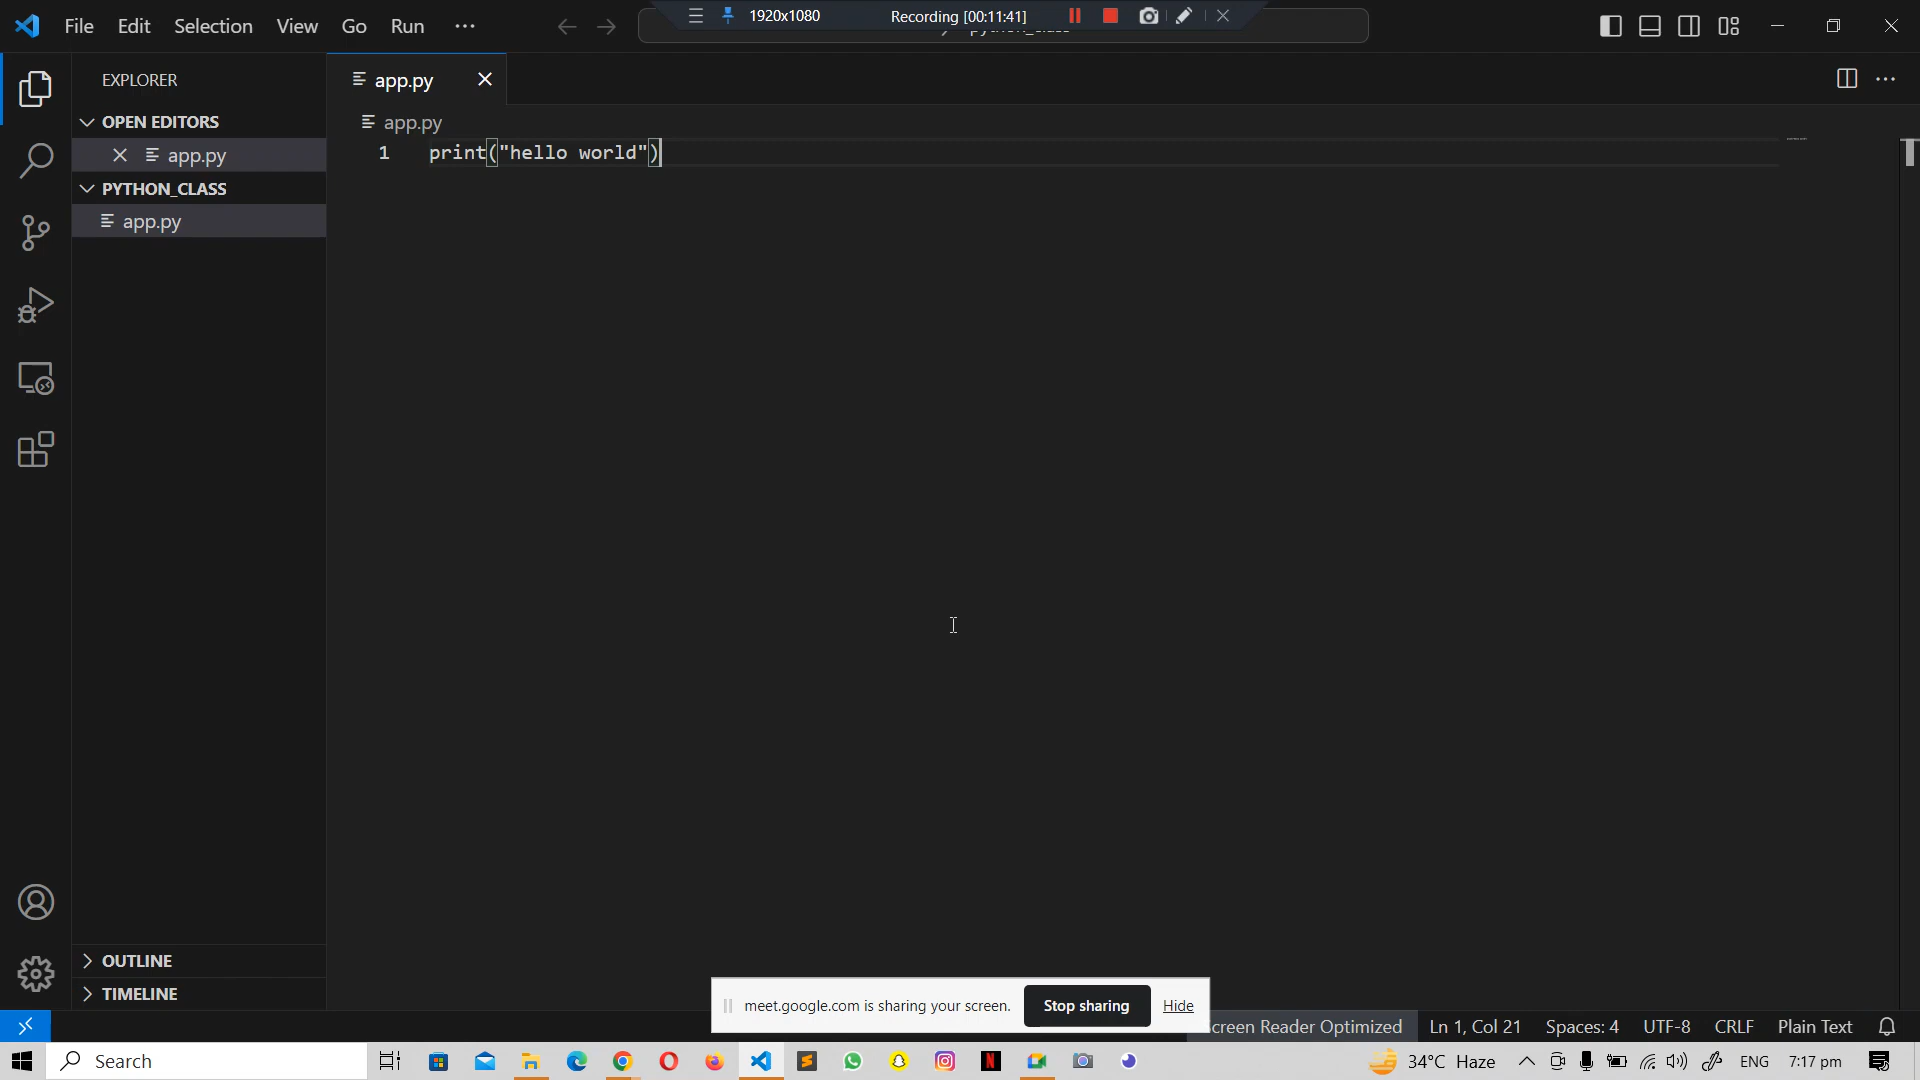 File Edit Selection View Go Run ···
1920x1080 Recording [00:11:41]
EXPLORER
OPEN EDITORS
app.py
PYTHON_CLASS
app.py
OUTLINE
TIMELINE
app.py
app.py
1 print("hello world")
meet.google.com is sharing your screen. Stop sharing Hide
creen Reader Optimized Ln 1, Col 21 Spaces: 4 UTF-8 CRLF Plain Text
Search 34°C Haze ENG 7:17 pm